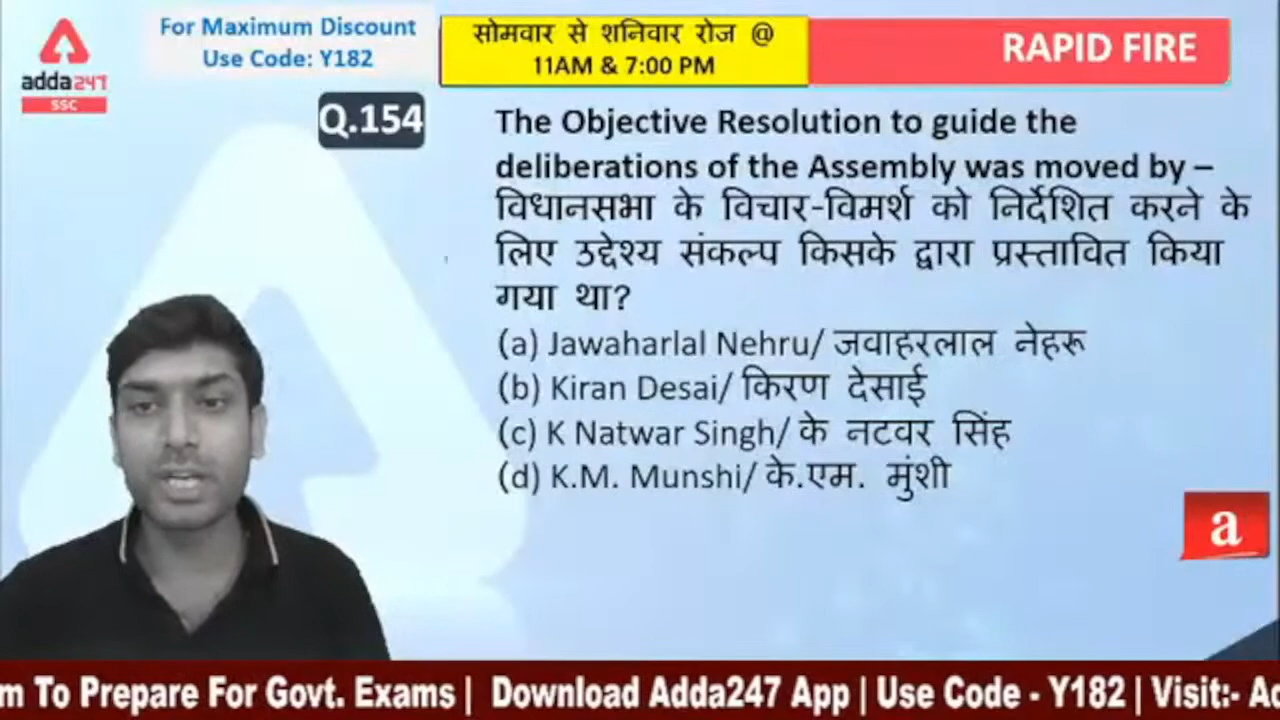 adda247
SSC
For Maximum Discount
Use Code: Y182
सोमवार से शनिवार रोज @
11AM & 7:00 PM
RAPID FIRE
Q.154
The Objective Resolution to guide the
deliberations of the Assembly was moved by –
विधानसभा के विचार-विमर्श को निर्देशित करने के
लिए उद्देश्य संकल्प किसके द्वारा प्रस्तावित किया
गया था?
(a) Jawaharlal Nehru/ जवाहरलाल नेहरू
(b) Kiran Desai/ किरण देसाई
(c) K Natwar Singh/ के नटवर सिंह
(d) K.M. Munshi/ के.एम. मुंशी
a
m To Prepare For Govt. Exams | Download Adda247 App | Use Code - Y182 | Visit:- Ad